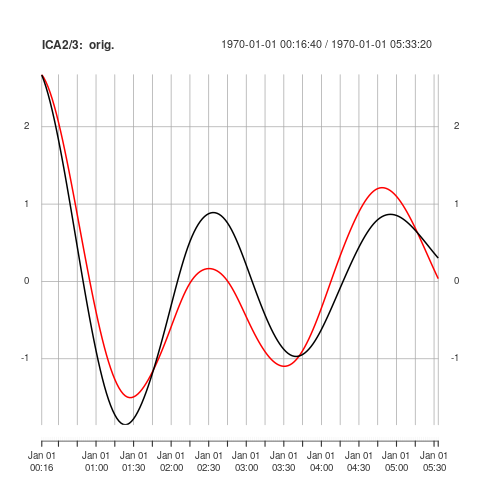 ICA2/3:  orig. 1970-01-01 00:16:40 / 1970-01-01 05:33:20
2 2
1 1
0 0
-1 -1
Jan 01 Jan 01 Jan 01 Jan 01 Jan 01 Jan 01 Jan 01 Jan 01 Jan 01 Jan 01 Jan 01
00:16 01:00 01:30 02:00 02:30 03:00 03:30 04:00 04:30 05:00 05:30